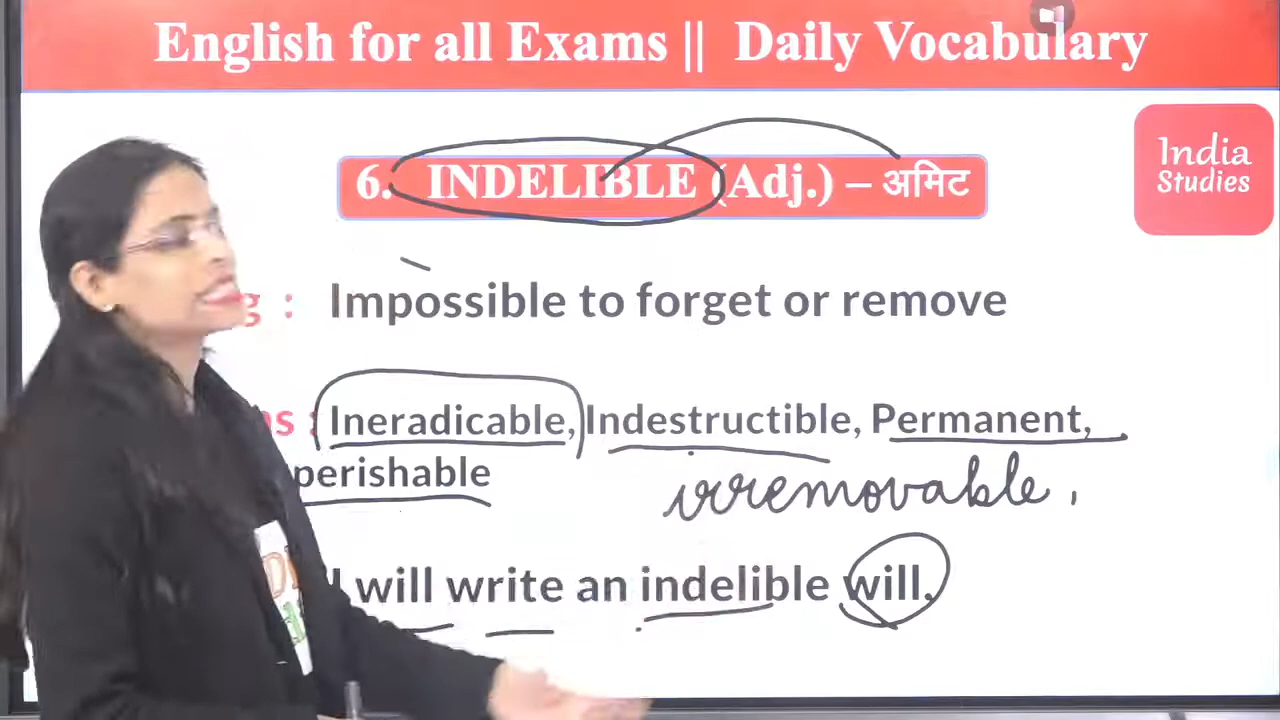 English for all Exams || Daily Vocabulary
India
Studies
6. INDELIBLE (Adj.) – अमिट
g : Impossible to forget or remove
ns : Ineradicable, Indestructible, Permanent,
perishable
irremovable,
I will write an indelible will.